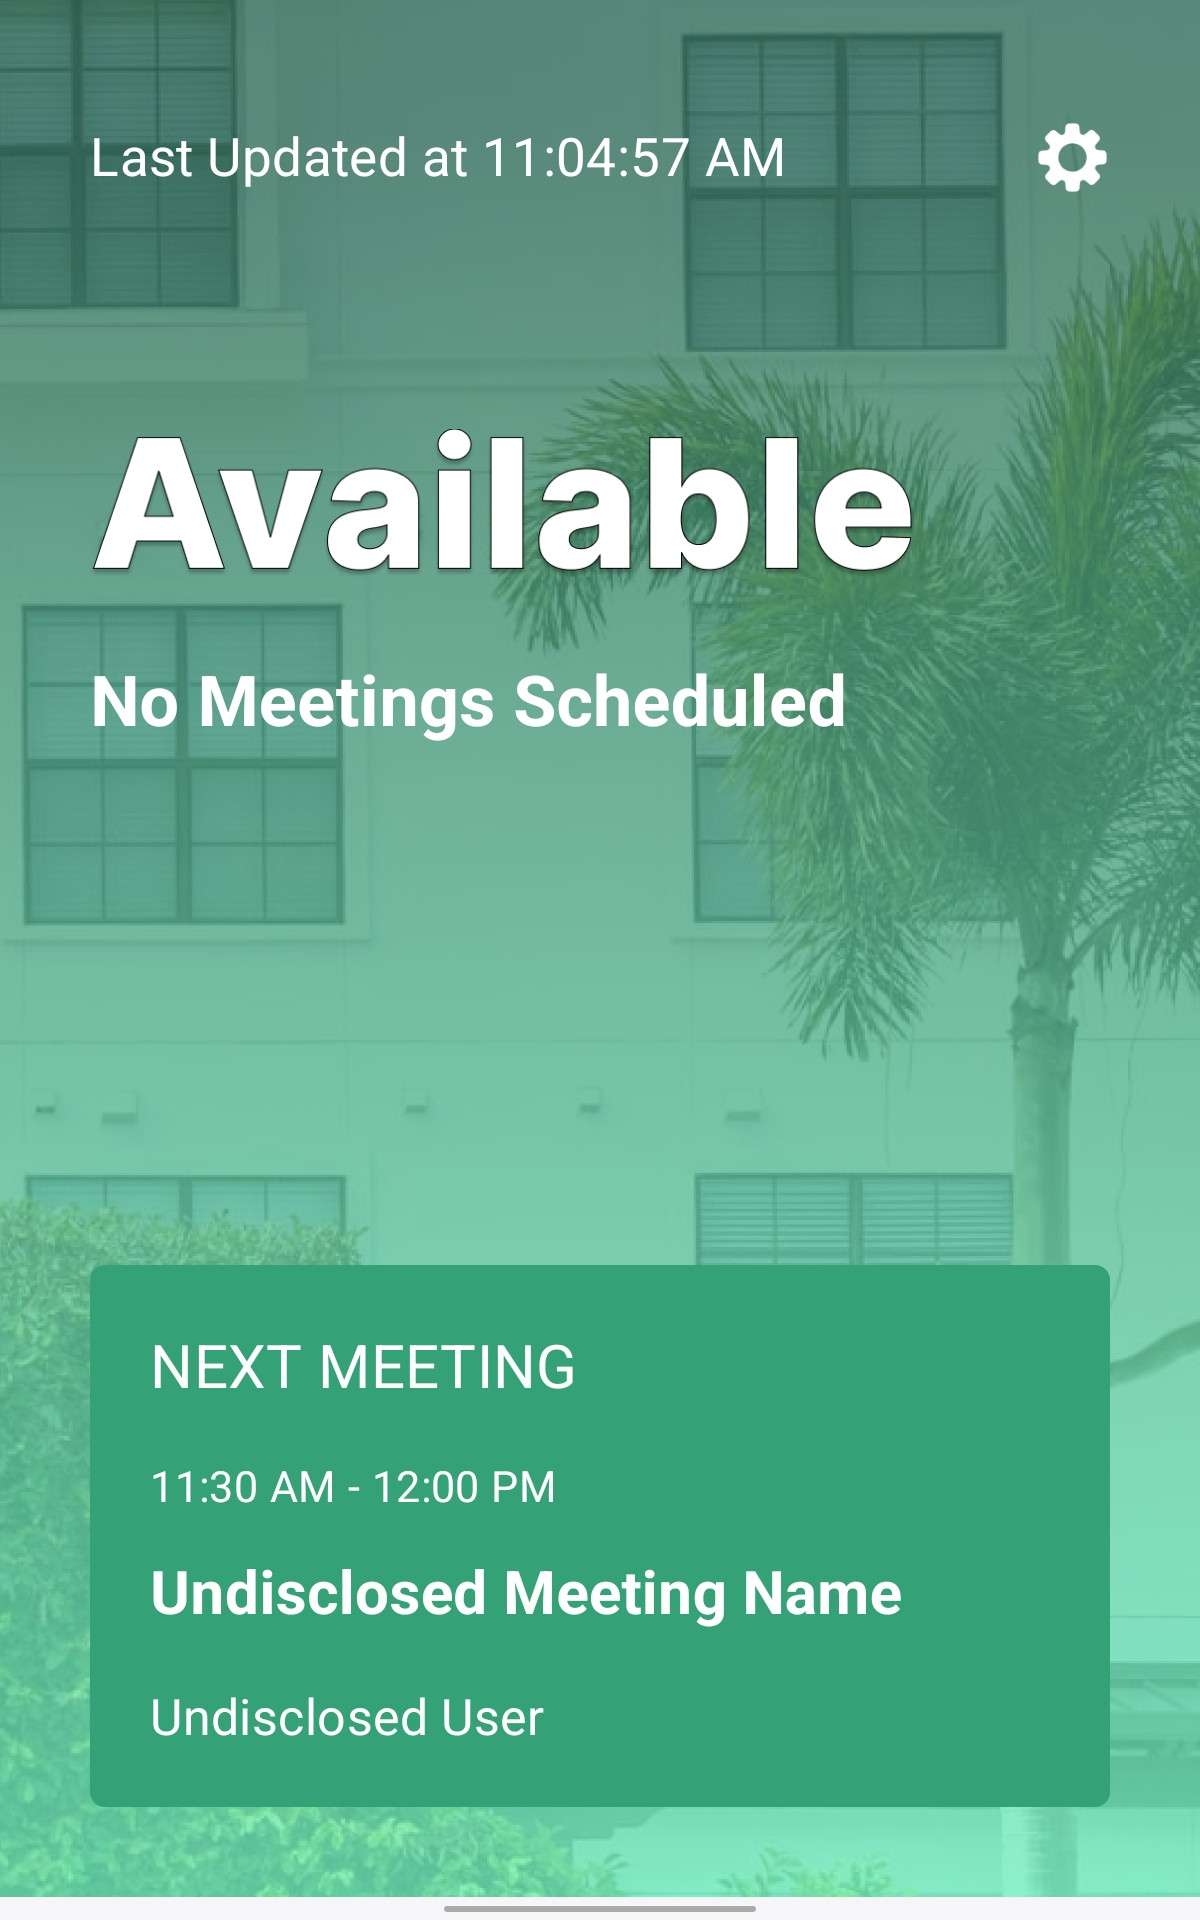 Last Updated at 11:04:57 AM
Available
No Meetings Scheduled
NEXT MEETING
11:30 AM - 12:00 PM
Undisclosed Meeting Name
Undisclosed User